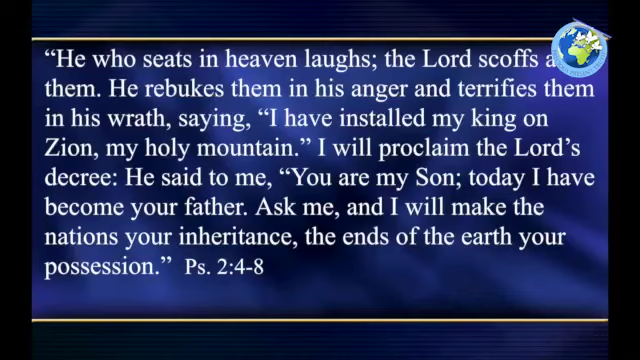 “He who seats in heaven laughs; the Lord scoffs a
them. He rebukes them in his anger and terrifies them
in his wrath, saying, “I have installed my king on
Zion, my holy mountain.” I will proclaim the Lord’s
decree: He said to me, “You are my Son; today I have
become your father. Ask me, and I will make the
nations your inheritance, the ends of the earth your
possession.” Ps. 2:4-8